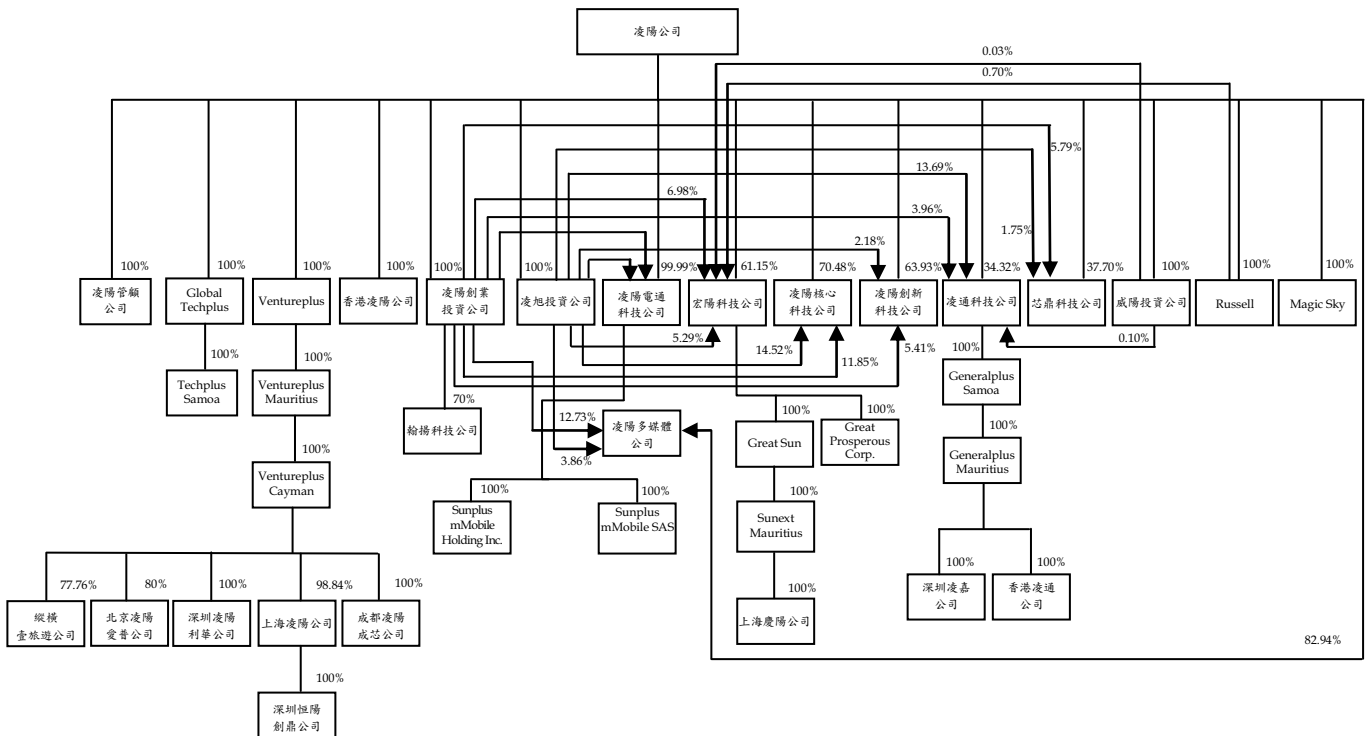 凌陽公司
0.03%
0.70%
5.79%
13.69%
6.98%
3.96%
1.75%
2.18%
100%
100%
100%
100%
100%
100%
99.99%
61.15%
70.48%
63.93%
34.32%
37.70%
100%
100%
100%
凌陽管顧
公司
Global
Techplus
Ventureplus
香港凌陽公司
凌陽創業
投資公司
凌旭投資公司
凌陽電通
科技公司
宏陽科技公司
凌陽核心
科技公司
凌陽創新
科技公司
凌通科技公司
芯鼎科技公司
威陽投資公司
Russell
Magic Sky
5.29%
14.52%
11.85%
5.41%
0.10%
100%
100%
100%
Techplus
Samoa
Ventureplus
Mauritius
Generalplus
Samoa
70%
12.73%
3.86%
100%
100%
100%
100%
翰揚科技公司
凌陽多媒體
公司
Great Sun
Great
Prosperous
Corp.
Generalplus
Mauritius
Ventureplus
Cayman
100%
100%
100%
Sunplus
mMobile
Holding Inc.
Sunplus
mMobile SAS
Sunext
Mauritius
77.76%
80%
100%
98.84%
100%
100%
100%
100%
縱橫
壹旅遊公司
北京凌陽
愛普公司
深圳凌陽
利華公司
上海凌陽公司
成都凌陽
成芯公司
上海慶陽公司
深圳凌嘉
公司
香港凌通
公司
82.94%
100%
深圳恒陽
創鼎公司